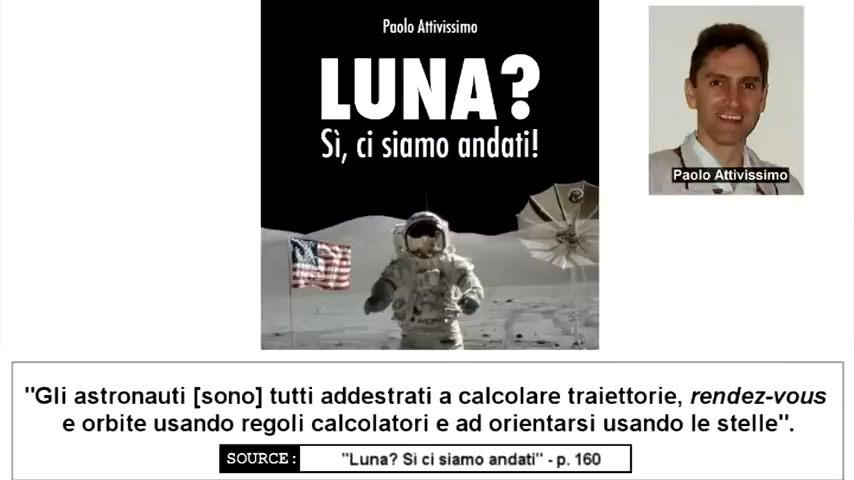 Paolo Attivissimo
LUNA?
Sì, ci siamo andati!
Paolo Attivissimo
"Gli astronauti [sono] tutti addestrati a calcolare traiettorie, rendez-vous
e orbite usando regoli calcolatori e ad orientarsi usando le stelle".
SOURCE: "Luna? Sì ci siamo andati" - p. 160